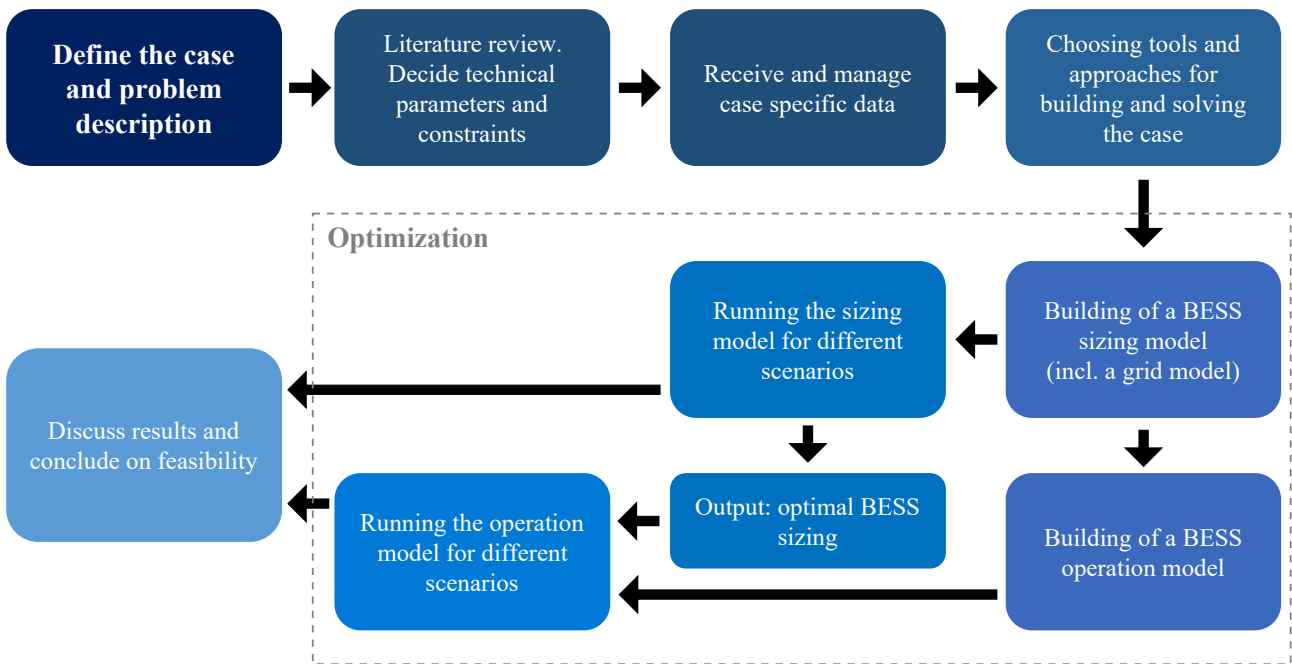 Define the case
and problem
description
Literature review.
Decide technical
parameters and
constraints
Receive and manage
case specific data
Choosing tools and
approaches for
building and solving
the case
Optimization
Building of a BESS
sizing model
(incl. a grid model)
Running the sizing
model for different
scenarios
Output: optimal BESS
sizing
Building of a BESS
operation model
Running the operation
model for different
scenarios
Discuss results and
conclude on feasibility